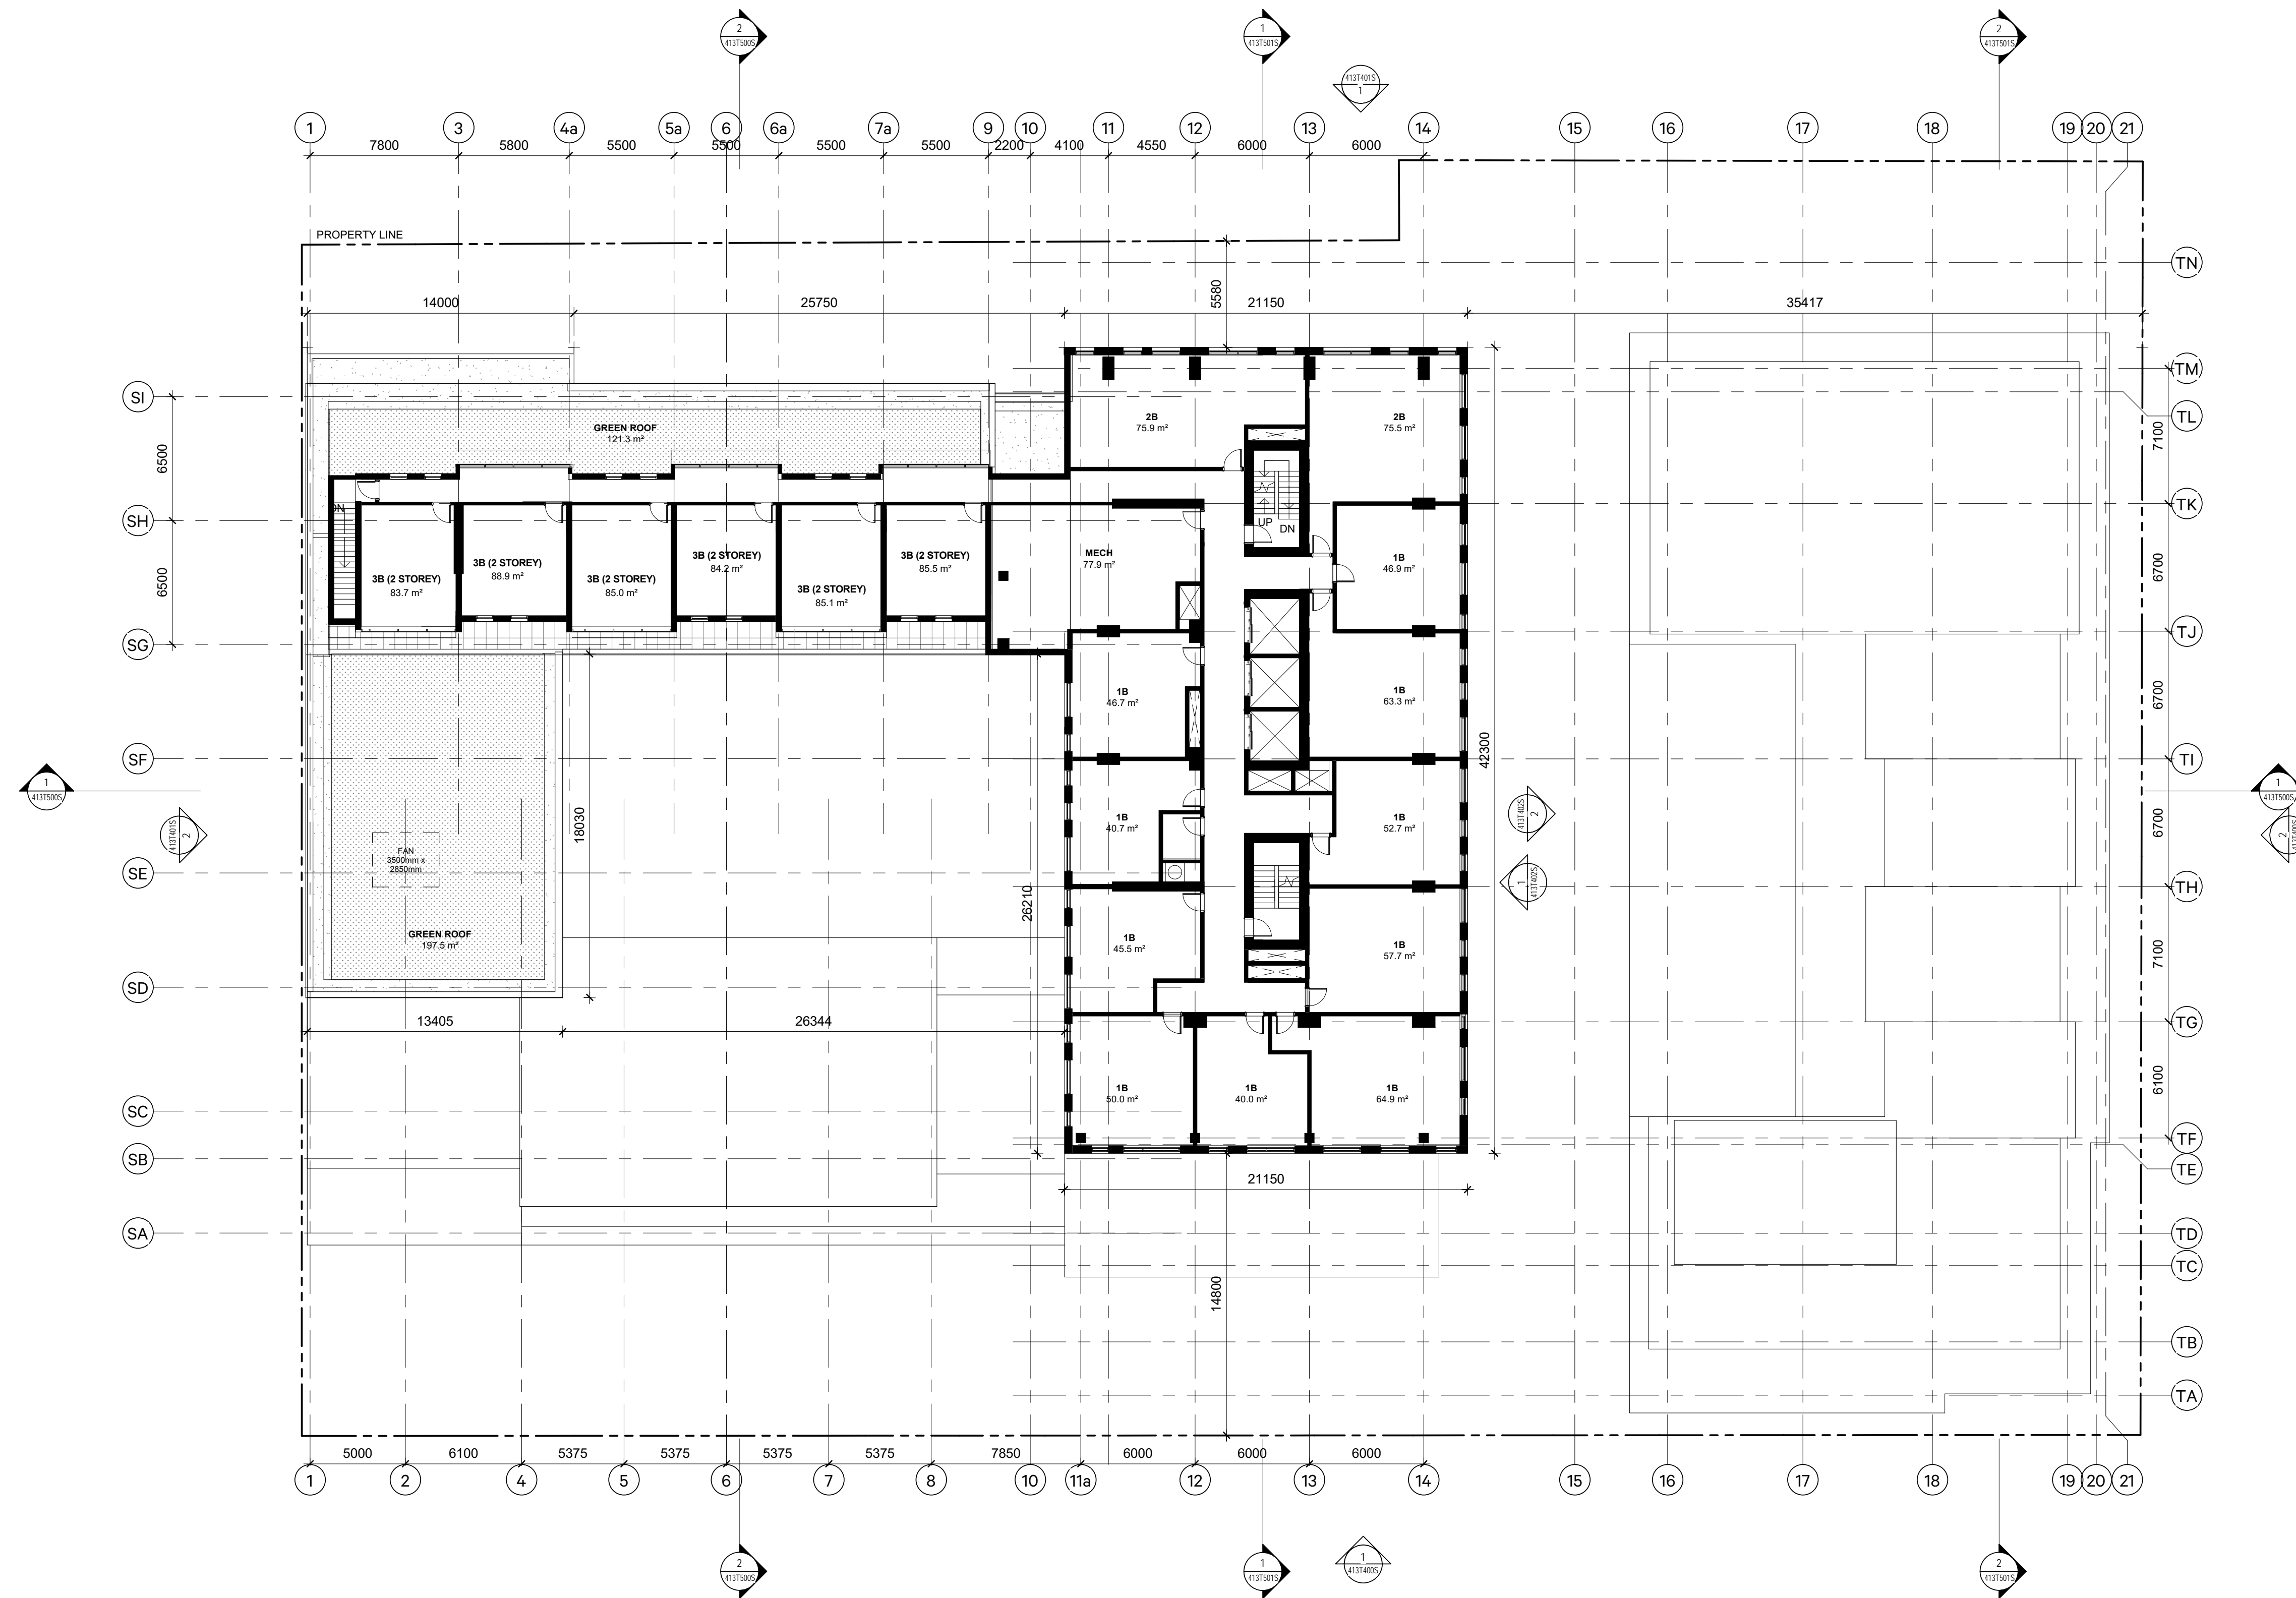 2
413T500S
1
413T501S
2
413T501S
413T401S
1
1
3
4a
5a
6
6a
7a
9
10
11
12
13
14
15
16
17
18
19
20
21
7800
5800
5500
5500
5500
5500
2200
4100
4550
6000
6000
PROPERTY LINE
TN
5580
14000
25750
21150
35417
TM
SI
TL
GREEN ROOF
121.3 m²
2B
75.9 m²
2B
75.5 m²
7100
6500
TK
DN
UP
DN
SH
3B (2 STOREY)
83.7 m²
3B (2 STOREY)
88.9 m²
3B (2 STOREY)
85.0 m²
3B (2 STOREY)
84.2 m²
3B (2 STOREY)
85.1 m²
3B (2 STOREY)
85.5 m²
MECH
77.9 m²
1B
46.9 m²
6700
6500
TJ
SG
1B
46.7 m²
1B
63.3 m²
6700
42300
SF
TI
1
413T500S
1
413T500S
413T401S
2
413T402S
2
2
413T400S
18030
1B
40.7 m²
1B
52.7 m²
6700
FAN
3500mm x
2850mm
SE
TH
1
413T402S
26210
GREEN ROOF
197.5 m²
1B
45.5 m²
1B
57.7 m²
7100
SD
TG
13405
26344
1B
50.0 m²
1B
40.0 m²
1B
64.9 m²
6100
SC
TF
SB
TE
21150
SA
TD
TC
14800
TB
TA
5000
6100
5375
5375
5375
5375
7850
6000
6000
6000
1
2
4
5
6
7
8
10
11a
12
13
14
15
16
17
18
19
20
21
2
413T500S
1
413T501S
1
413T400S
2
413T501S